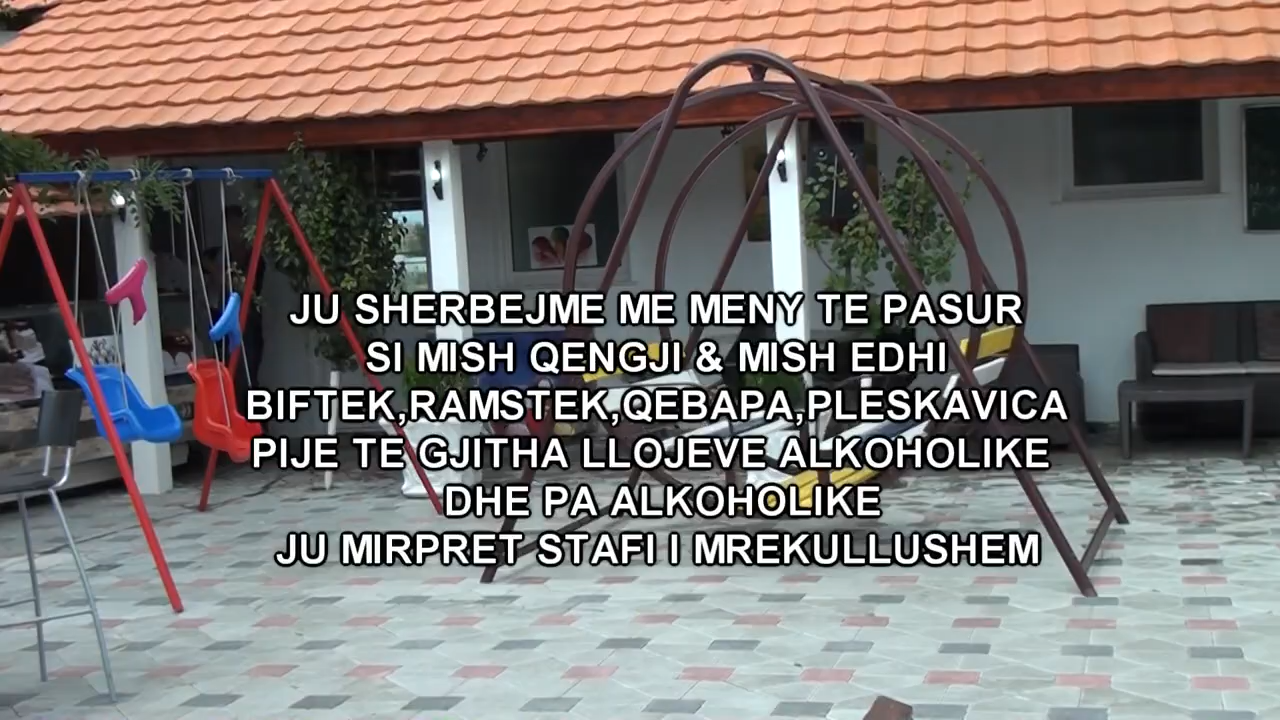 JU SHERBEJME ME MENY TE PASUR
SI MISH QENGJI & MISH EDHI
BIFTEK,RAMSTEK,QEBAPA,PLESKAVICA
PIJE TE GJITHA LLOJEVE ALKOHOLIKE
DHE PA ALKOHOLIKE
JU MIRPRET STAFI I MREKULLUSHEM